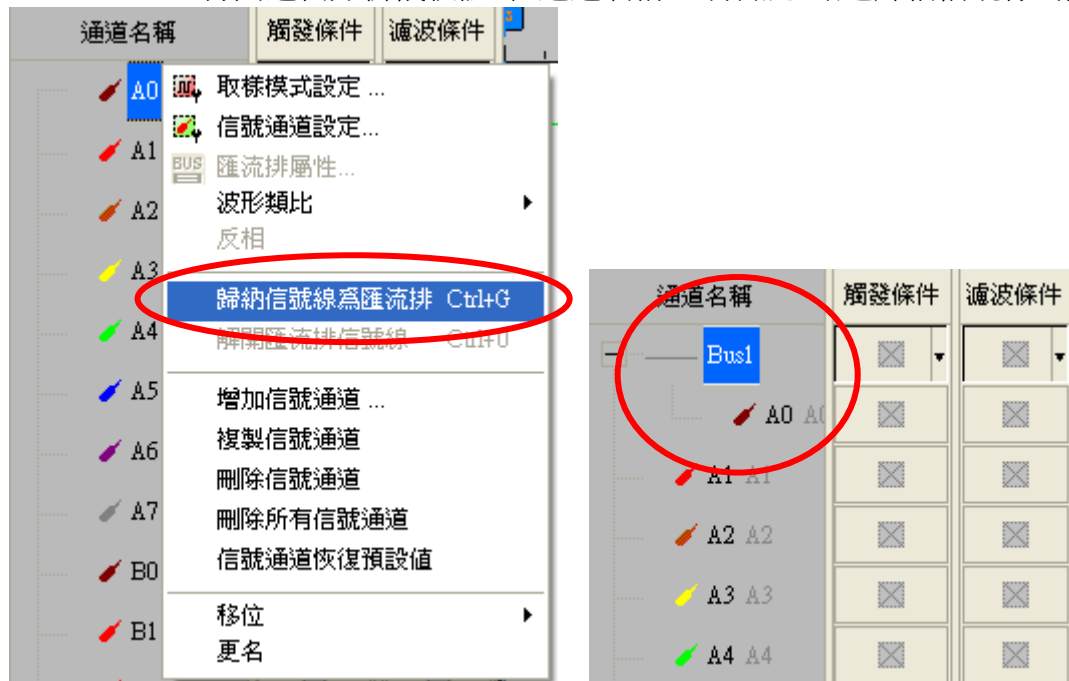 通道名稱 觸發條件 濾波條件
A0
取樣模式設定 ...
信號通道設定...
A1
BUS 匯流排屬性...
A2
波形類比
反相
A3
歸納信號線為匯流排 Ctrl+G
A4
解開匯流排信號線 Ctrl+U
A5
增加信號通道 ...
複製信號通道
A6
刪除信號通道
A7
刪除所有信號通道
B0
信號通道恢復預設值
移位
B1
更名
通道名稱 觸發條件 濾波條件
Bus1
A0 A0
A1 A1
A2 A2
A3 A3
A4 A4